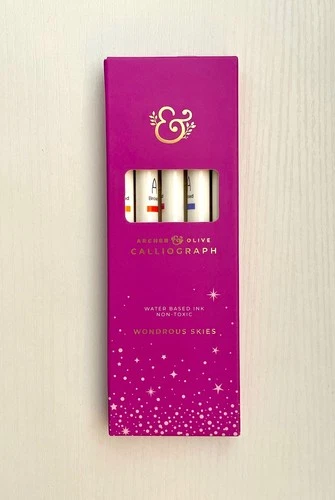 &
A
ARCHER & OLIVE
CALLIOGRAPH
WATER BASED INK
NON-TOXIC
WONDROUS SKIES